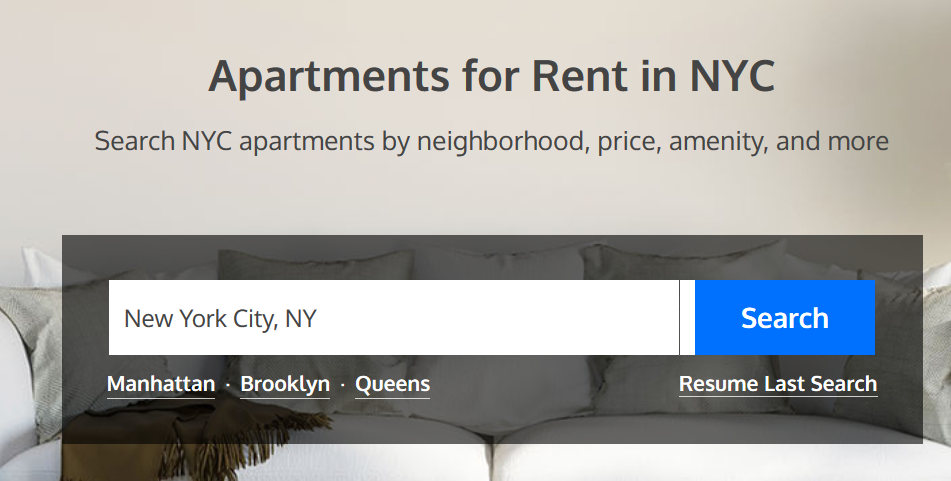 Apartments for Rent in NYC
Search NYC apartments by neighborhood, price, amenity, and more
New York City, NY
Search
Manhattan · Brooklyn · Queens
Resume Last Search